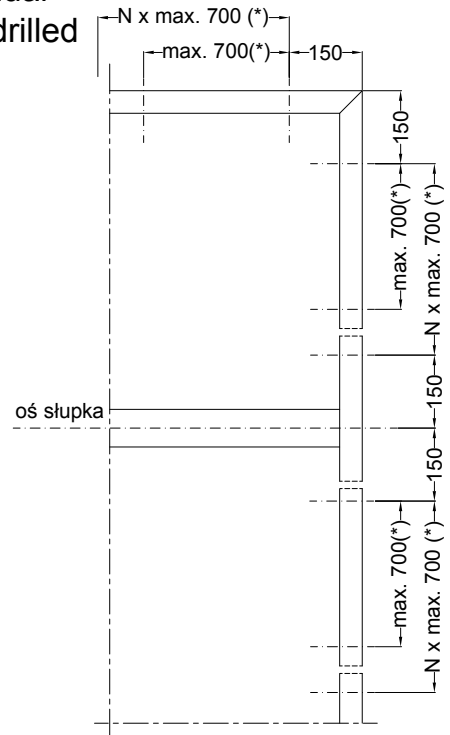 drilled
N x max. 700 (*)
max. 700(*)
150
150
max. 700(*)
N x max. 700 (*)
150
oś słupka
150
max. 700(*)
N x max. 700 (*)